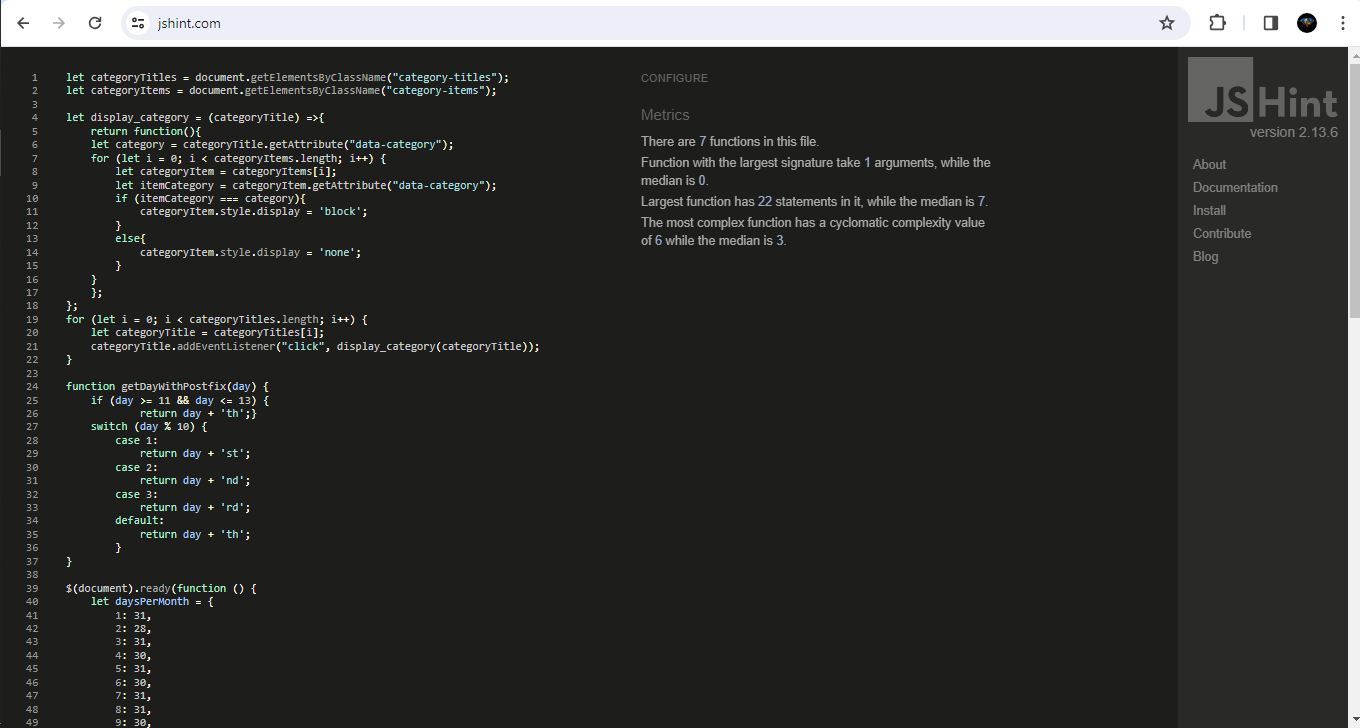 jshint.com
1 let categoryTitles = document.getElementsByClassName("category-titles");
2 let categoryItems = document.getElementsByClassName("category-items");
3
4 let display_category = (categoryTitle) =>{
5 return function(){
6 let category = categoryTitle.getAttribute("data-category");
7 for (let i = 0; i < categoryItems.length; i++) {
8 let categoryItem = categoryItems[i];
9 let itemCategory = categoryItem.getAttribute("data-category");
10 if (itemCategory === category){
11 categoryItem.style.display = 'block';
12 }
13 else{
14 categoryItem.style.display = 'none';
15 }
16 }
17 };
18 };
19 for (let i = 0; i < categoryTitles.length; i++) {
20 let categoryTitle = categoryTitles[i];
21 categoryTitle.addEventListener("click", display_category(categoryTitle));
22 }
23
24 function getDayWithPostfix(day) {
25 if (day >= 11 && day <= 13) {
26 return day + 'th';}
27 switch (day % 10) {
28 case 1:
29 return day + 'st';
30 case 2:
31 return day + 'nd';
32 case 3:
33 return day + 'rd';
34 default:
35 return day + 'th';
36 }
37 }
38
39 $(document).ready(function () {
40 let daysPerMonth = {
41 1: 31,
42 2: 28,
43 3: 31,
44 4: 30,
45 5: 31,
46 6: 30,
47 7: 31,
48 8: 31,
49 9: 30,
CONFIGURE
Metrics
There are 7 functions in this file.
Function with the largest signature take 1 arguments, while the
median is 0.
Largest function has 22 statements in it, while the median is 7.
The most complex function has a cyclomatic complexity value
of 6 while the median is 3.
JSHint
version 2.13.6
About
Documentation
Install
Contribute
Blog